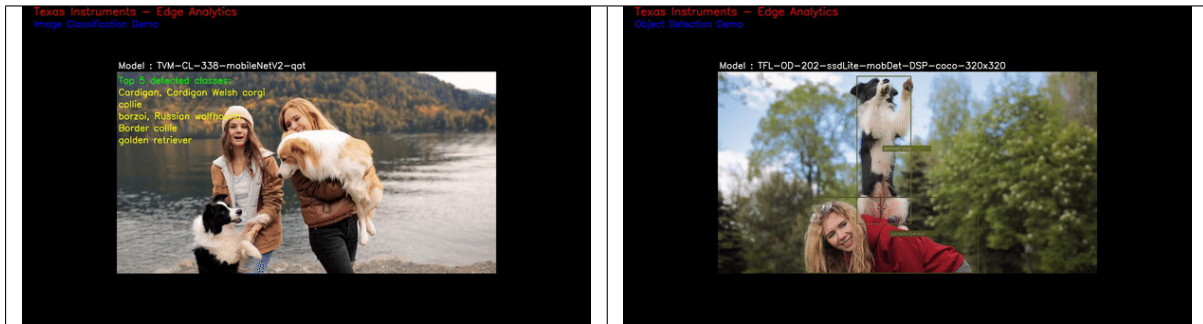 Texas Instruments - Edge Analytics
Image Classification Demo
Model : TVM-CL-338-mobileNetV2-qat
Top 5 detected classes:
Cardigan, Cardigan Welsh corgi
collie
borzoi, Russian wolfhound
Border collie
golden retriever
Texas Instruments - Edge Analytics
Object Detection Demo
Model : TFL-OD-202-ssdLite-mobDet-DSP-coco-320x320